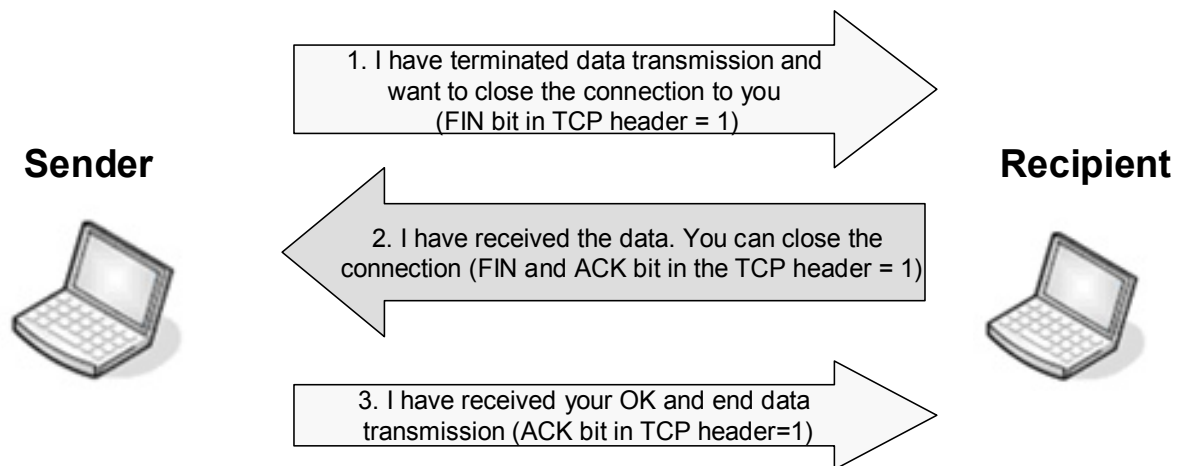 1. I have terminated data transmission and
want to close the connection to you
(FIN bit in TCP header = 1)
Sender
Recipient
2. I have received the data. You can close the
connection (FIN and ACK bit in the TCP header = 1)
3. I have received your OK and end data
transmission (ACK bit in TCP header=1)